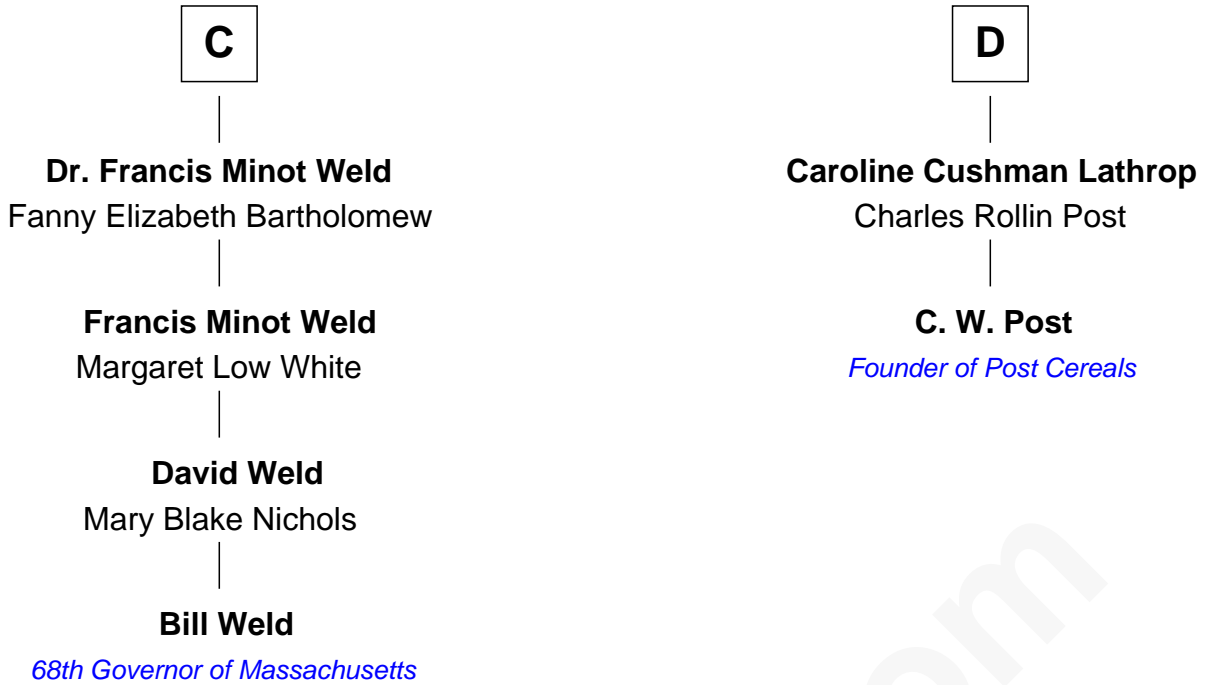 C
Dr. Francis Minot Weld
Fanny Elizabeth Bartholomew
Francis Minot Weld
Margaret Low White
David Weld
Mary Blake Nichols
Bill Weld
68th Governor of Massachusetts
D
Caroline Cushman Lathrop
Charles Rollin Post
C. W. Post
Founder of Post Cereals
om